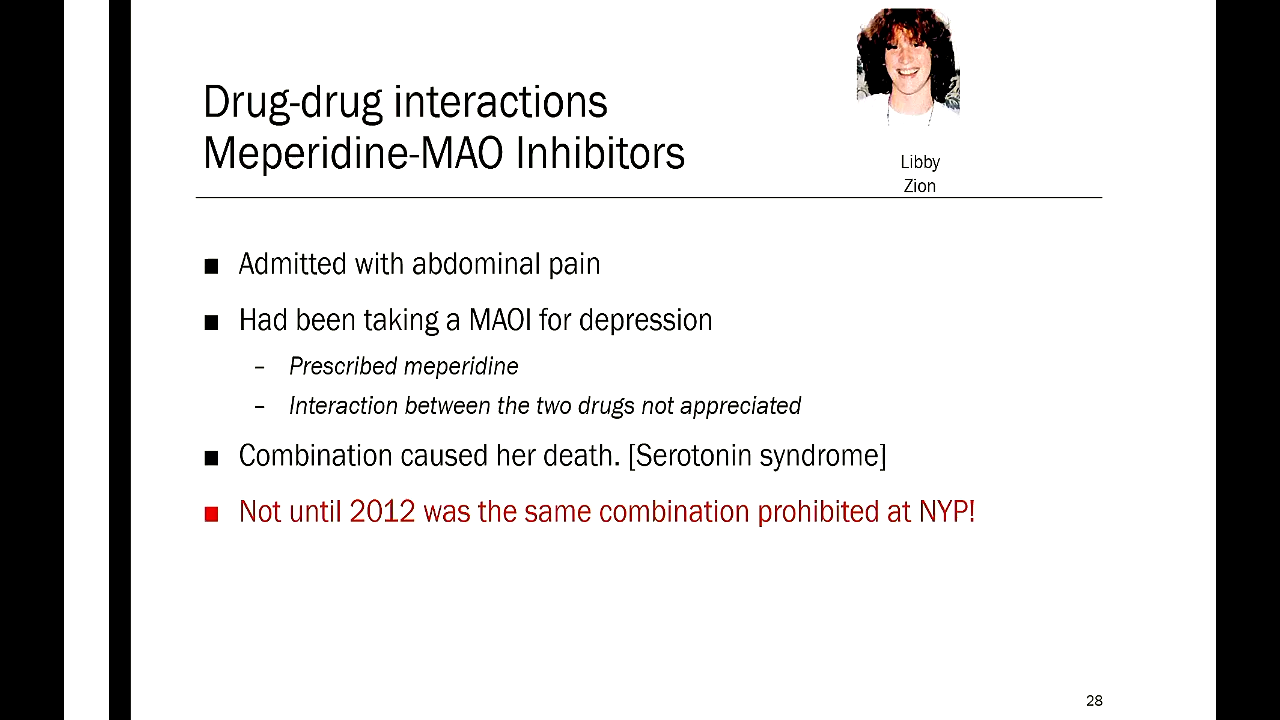 Drug-drug interactions
Meperidine-MAO Inhibitors
Libby
Zion
■ Admitted with abdominal pain
■ Had been taking a MAOI for depression
– Prescribed meperidine
– Interaction between the two drugs not appreciated
■ Combination caused her death. [Serotonin syndrome]
■ Not until 2012 was the same combination prohibited at NYP!
28